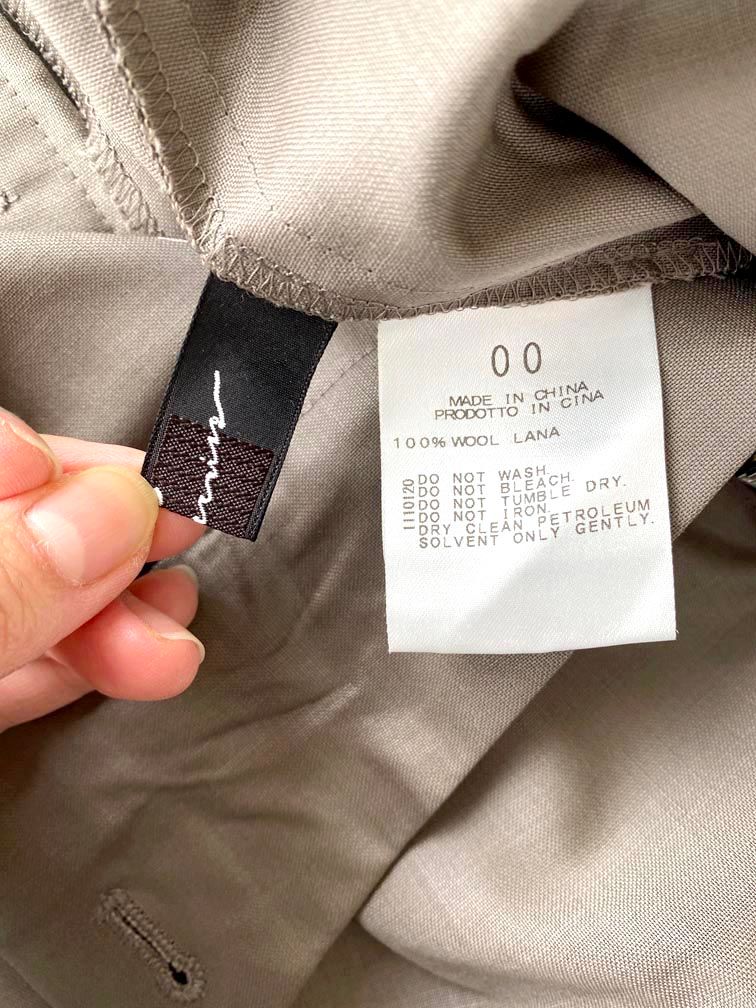 00
MADE IN CHINA
PRODOTTO IN CINA
100% WOOL LANA
1110120
DO NOT WASH.
DO NOT BLEACH.
DO NOT TUMBLE DRY.
DO NOT IRON.
DRY CLEAN PETROLEUM
SOLVENT ONLY GENTLY.